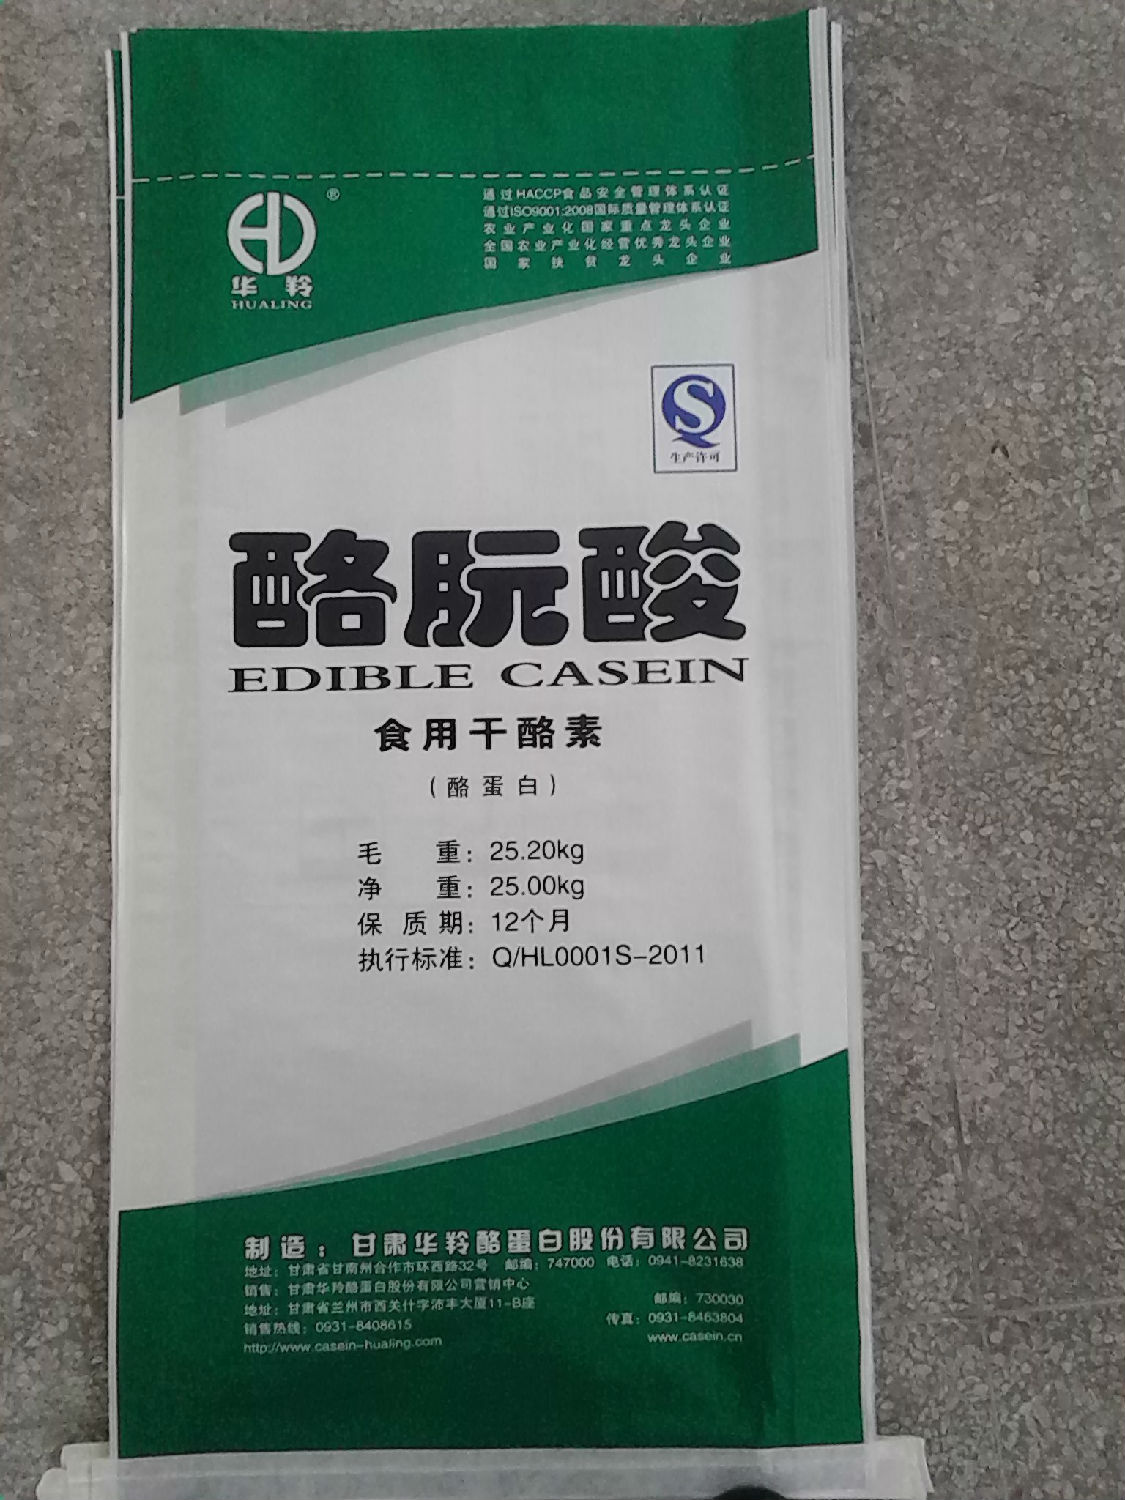 通过HACCP食品安全管理体系认证
通过ISO9001:2008国际质量管理体系认证
农业产业化国家重点龙头企业
全国农业产业化经营优秀龙头企业
国家扶贫龙头企业
华羚
HUALING
生产许可
酪朊酸
EDIBLE CASEIN
食用干酪素
(酪蛋白)
毛重: 25.20kg
净重: 25.00kg
保质期: 12个月
执行标准: Q/HL0001S-2011
制造: 甘肃华羚酪蛋白股份有限公司
地址: 甘肃省甘南州合作市环西路32号 邮编: 747000 电话: 0941-8231638
销售: 甘肃华羚酪蛋白股份有限公司营销中心
地址: 甘肃省兰州市西关什字沛丰大厦11-B座 邮编: 730030
销售热线: 0931-8408615 传真: 0931-8463804
http://www.casein-hualing.com www.casein.cn